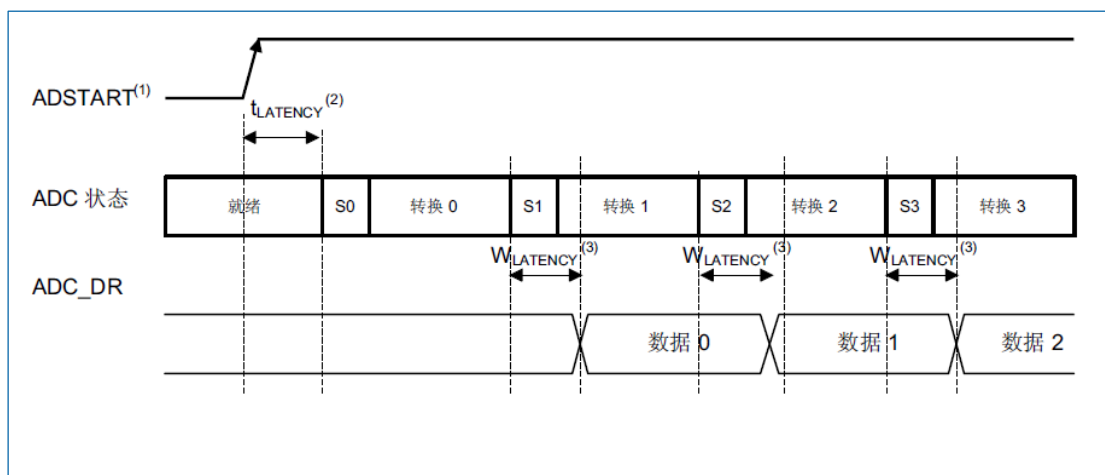 ADSTART(1)
tLATENCY(2)
ADC 状态
就绪 S0 转换 0 S1 转换 1 S2 转换 2 S3 转换 3
WLATENCY(3) WLATENCY(3) WLATENCY(3)
ADC_DR
数据 0 数据 1 数据 2